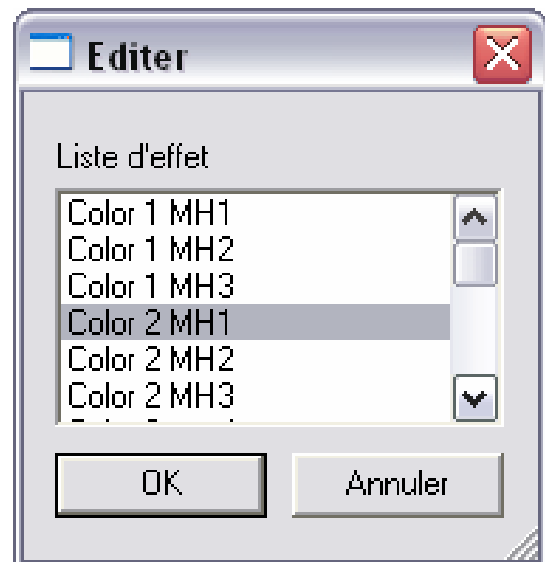 Editer
Liste d'effet
Color 1 MH1
Color 1 MH2
Color 1 MH3
Color 2 MH1
Color 2 MH2
Color 2 MH3
OK Annuler